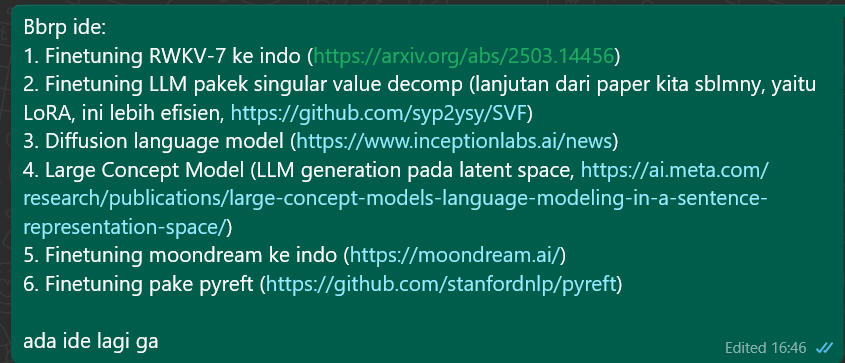 Bbrp ide:
1. Finetuning RWKV-7 ke indo (https://arxiv.org/abs/2503.14456)
2. Finetuning LLM pakek singular value decomp (lanjutan dari paper kita sblmny, yaitu
LoRA, ini lebih efisien, https://github.com/syp2ysy/SVF)
3. Diffusion language model (https://www.inceptionlabs.ai/news)
4. Large Concept Model (LLM generation pada latent space, https://ai.meta.com/
research/publications/large-concept-models-language-modeling-in-a-sentence-
representation-space/)
5. Finetuning moondream ke indo (https://moondream.ai/)
6. Finetuning pake pyreft (https://github.com/stanfordnlp/pyreft)
ada ide lagi ga
Edited 16:46